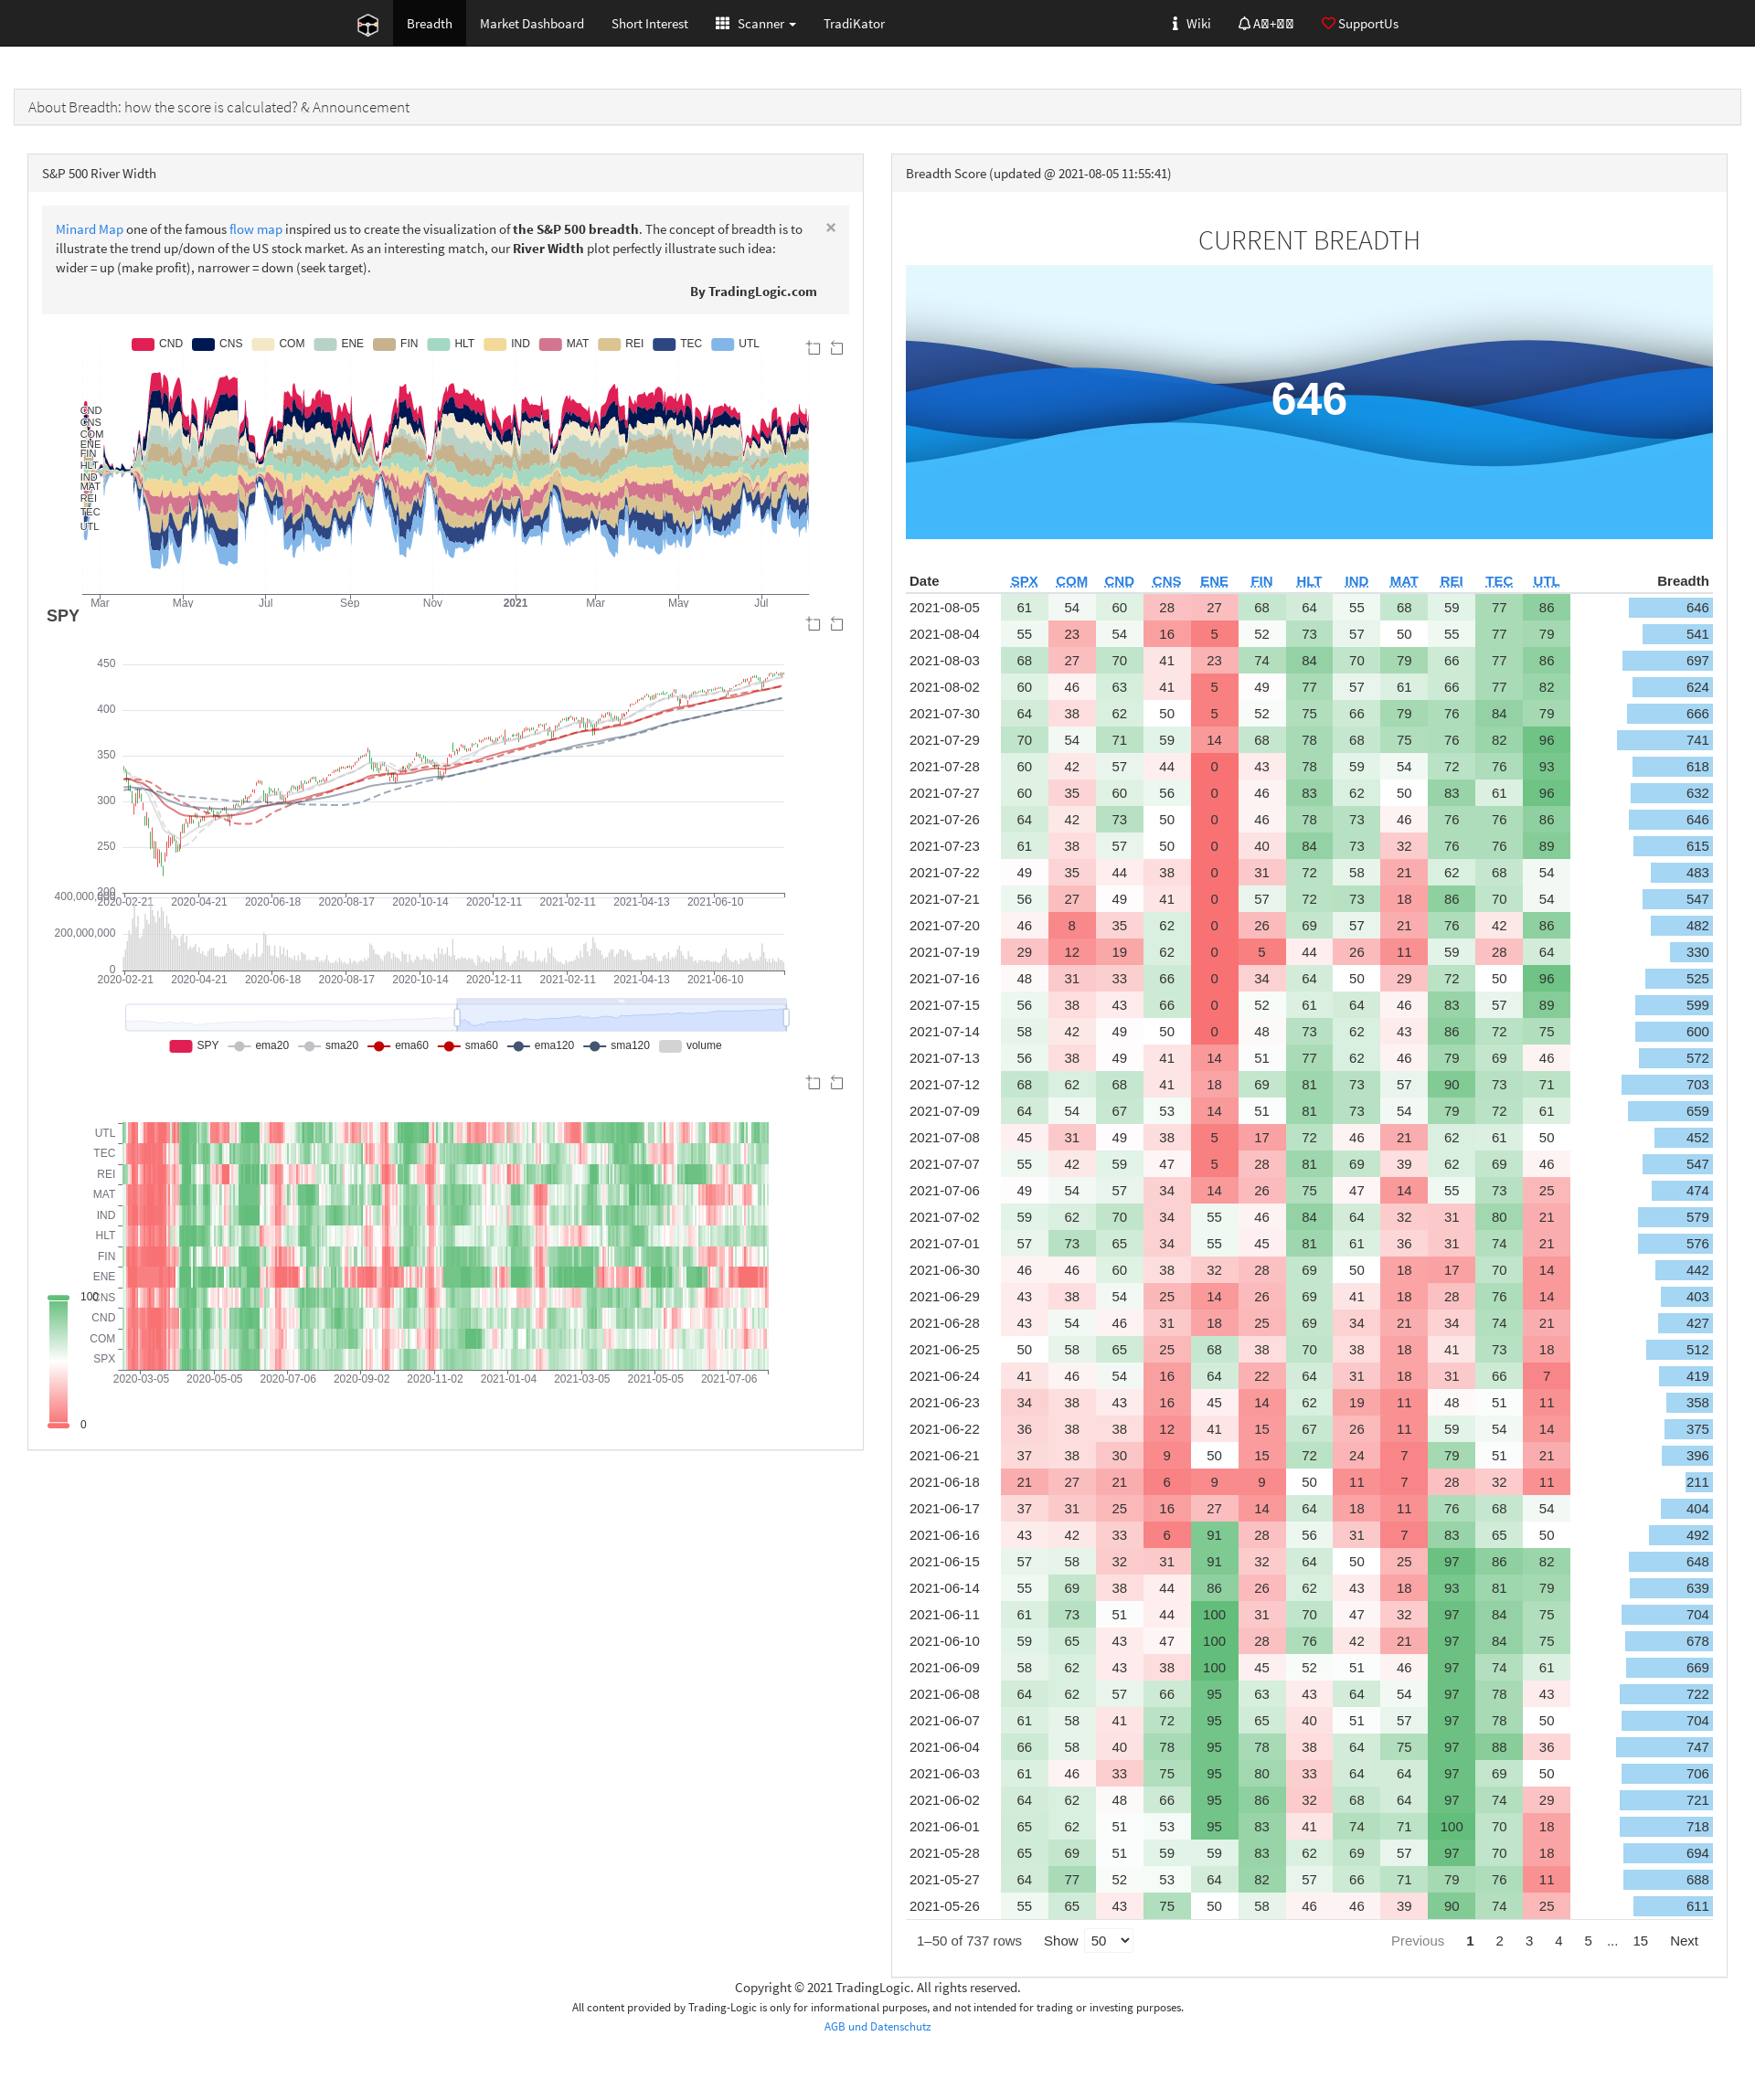 Breadth Market Dashboard Short Interest Scanner TradiKator Wiki SupportUs
About Breadth: how the score is calculated? & Announcement
S&P 500 River Width
Minard Map one of the famous flow map inspired us to create the visualization of the S&P 500 breadth. The concept of breadth is to
illustrate the trend up/down of the US stock market. As an interesting match, our River Width plot perfectly illustrate such idea:
wider = up (make profit), narrower = down (seek target).
×
By TradingLogic.com
CND CNS COM ENE FIN HLT IND MAT REI TEC UTL
CND
CNS
COM
ENE
FIN
HLT
IND
MAT
REI
TEC
UTL
Mar May Jul Sep Nov 2021 Mar May Jul
SPY
450
400
350
300
250
200
2020-02-21 2020-04-21 2020-06-18 2020-08-17 2020-10-14 2020-12-11 2021-02-11 2021-04-13 2021-06-10
400,000,000
200,000,000
0
2020-02-21 2020-04-21 2020-06-18 2020-08-17 2020-10-14 2020-12-11 2021-02-11 2021-04-13 2021-06-10
SPY ema20 sma20 ema60 sma60 ema120 sma120 volume
UTL
TEC
REI
MAT
IND
HLT
FIN
ENE
CNS
CND
COM
SPX
100
0
2020-03-05 2020-05-05 2020-07-06 2020-09-02 2020-11-02 2021-01-04 2021-03-05 2021-05-05 2021-07-06
Breadth Score (updated @ 2021-08-05 11:55:41)
CURRENT BREADTH
646
Date SPX COM CND CNS ENE FIN HLT IND MAT REI TEC UTL Breadth
2021-08-05 61 54 60 28 27 68 64 55 68 59 77 86 646
2021-08-04 55 23 54 16 5 52 73 57 50 55 77 79 541
2021-08-03 68 27 70 41 23 74 84 70 79 66 77 86 697
2021-08-02 60 46 63 41 5 49 77 57 61 66 77 82 624
2021-07-30 64 38 62 50 5 52 75 66 79 76 84 79 666
2021-07-29 70 54 71 59 14 68 78 68 75 76 82 96 741
2021-07-28 60 42 57 44 0 43 78 59 54 72 76 93 618
2021-07-27 60 35 60 56 0 46 83 62 50 83 61 96 632
2021-07-26 64 42 73 50 0 46 78 73 46 76 76 86 646
2021-07-23 61 38 57 50 0 40 84 73 32 76 76 89 615
2021-07-22 49 35 44 38 0 31 72 58 21 62 68 54 483
2021-07-21 56 27 49 41 0 57 72 73 18 86 70 54 547
2021-07-20 46 8 35 62 0 26 69 57 21 76 42 86 482
2021-07-19 29 12 19 62 0 5 44 26 11 59 28 64 330
2021-07-16 48 31 33 66 0 34 64 50 29 72 50 96 525
2021-07-15 56 38 43 66 0 52 61 64 46 83 57 89 599
2021-07-14 58 42 49 50 0 48 73 62 43 86 72 75 600
2021-07-13 56 38 49 41 14 51 77 62 46 79 69 46 572
2021-07-12 68 62 68 41 18 69 81 73 57 90 73 71 703
2021-07-09 64 54 67 53 14 51 81 73 54 79 72 61 659
2021-07-08 45 31 49 38 5 17 72 46 21 62 61 50 452
2021-07-07 55 42 59 47 5 28 81 69 39 62 69 46 547
2021-07-06 49 54 57 34 14 26 75 47 14 55 73 25 474
2021-07-02 59 62 70 34 55 46 84 64 32 31 80 21 579
2021-07-01 57 73 65 34 55 45 81 61 36 31 74 21 576
2021-06-30 46 46 60 38 32 28 69 50 18 17 70 14 442
2021-06-29 43 38 54 25 14 26 69 41 18 28 76 14 403
2021-06-28 43 54 46 31 18 25 69 34 21 34 74 21 427
2021-06-25 50 58 65 25 68 38 70 38 18 41 73 18 512
2021-06-24 41 46 54 16 64 22 64 31 18 31 66 7 419
2021-06-23 34 38 43 16 45 14 62 19 11 48 51 11 358
2021-06-22 36 38 38 12 41 15 67 26 11 59 54 14 375
2021-06-21 37 38 30 9 50 15 72 24 7 79 51 21 396
2021-06-18 21 27 21 6 9 9 50 11 7 28 32 11 211
2021-06-17 37 31 25 16 27 14 64 18 11 76 68 54 404
2021-06-16 43 42 33 6 91 28 56 31 7 83 65 50 492
2021-06-15 57 58 32 31 91 32 64 50 25 97 86 82 648
2021-06-14 55 69 38 44 86 26 62 43 18 93 81 79 639
2021-06-11 61 73 51 44 100 31 70 47 32 97 84 75 704
2021-06-10 59 65 43 47 100 28 76 42 21 97 84 75 678
2021-06-09 58 62 43 38 100 45 52 51 46 97 74 61 669
2021-06-08 64 62 57 66 95 63 43 64 54 97 78 43 722
2021-06-07 61 58 41 72 95 65 40 51 57 97 78 50 704
2021-06-04 66 58 40 78 95 78 38 64 75 97 88 36 747
2021-06-03 61 46 33 75 95 80 33 64 64 97 69 50 706
2021-06-02 64 62 48 66 95 86 32 68 64 97 74 29 721
2021-06-01 65 62 51 53 95 83 41 74 71 100 70 18 718
2021-05-28 65 69 51 59 59 83 62 69 57 97 70 18 694
2021-05-27 64 77 52 53 64 82 57 66 71 79 76 11 688
2021-05-26 55 65 43 75 50 58 46 46 39 90 74 25 611
1–50 of 737 rows Show 50 Previous 1 2 3 4 5 ... 15 Next
Copyright © 2021 TradingLogic. All rights reserved.
All content provided by Trading-Logic is only for informational purposes, and not intended for trading or investing purposes.
AGB und Datenschutz